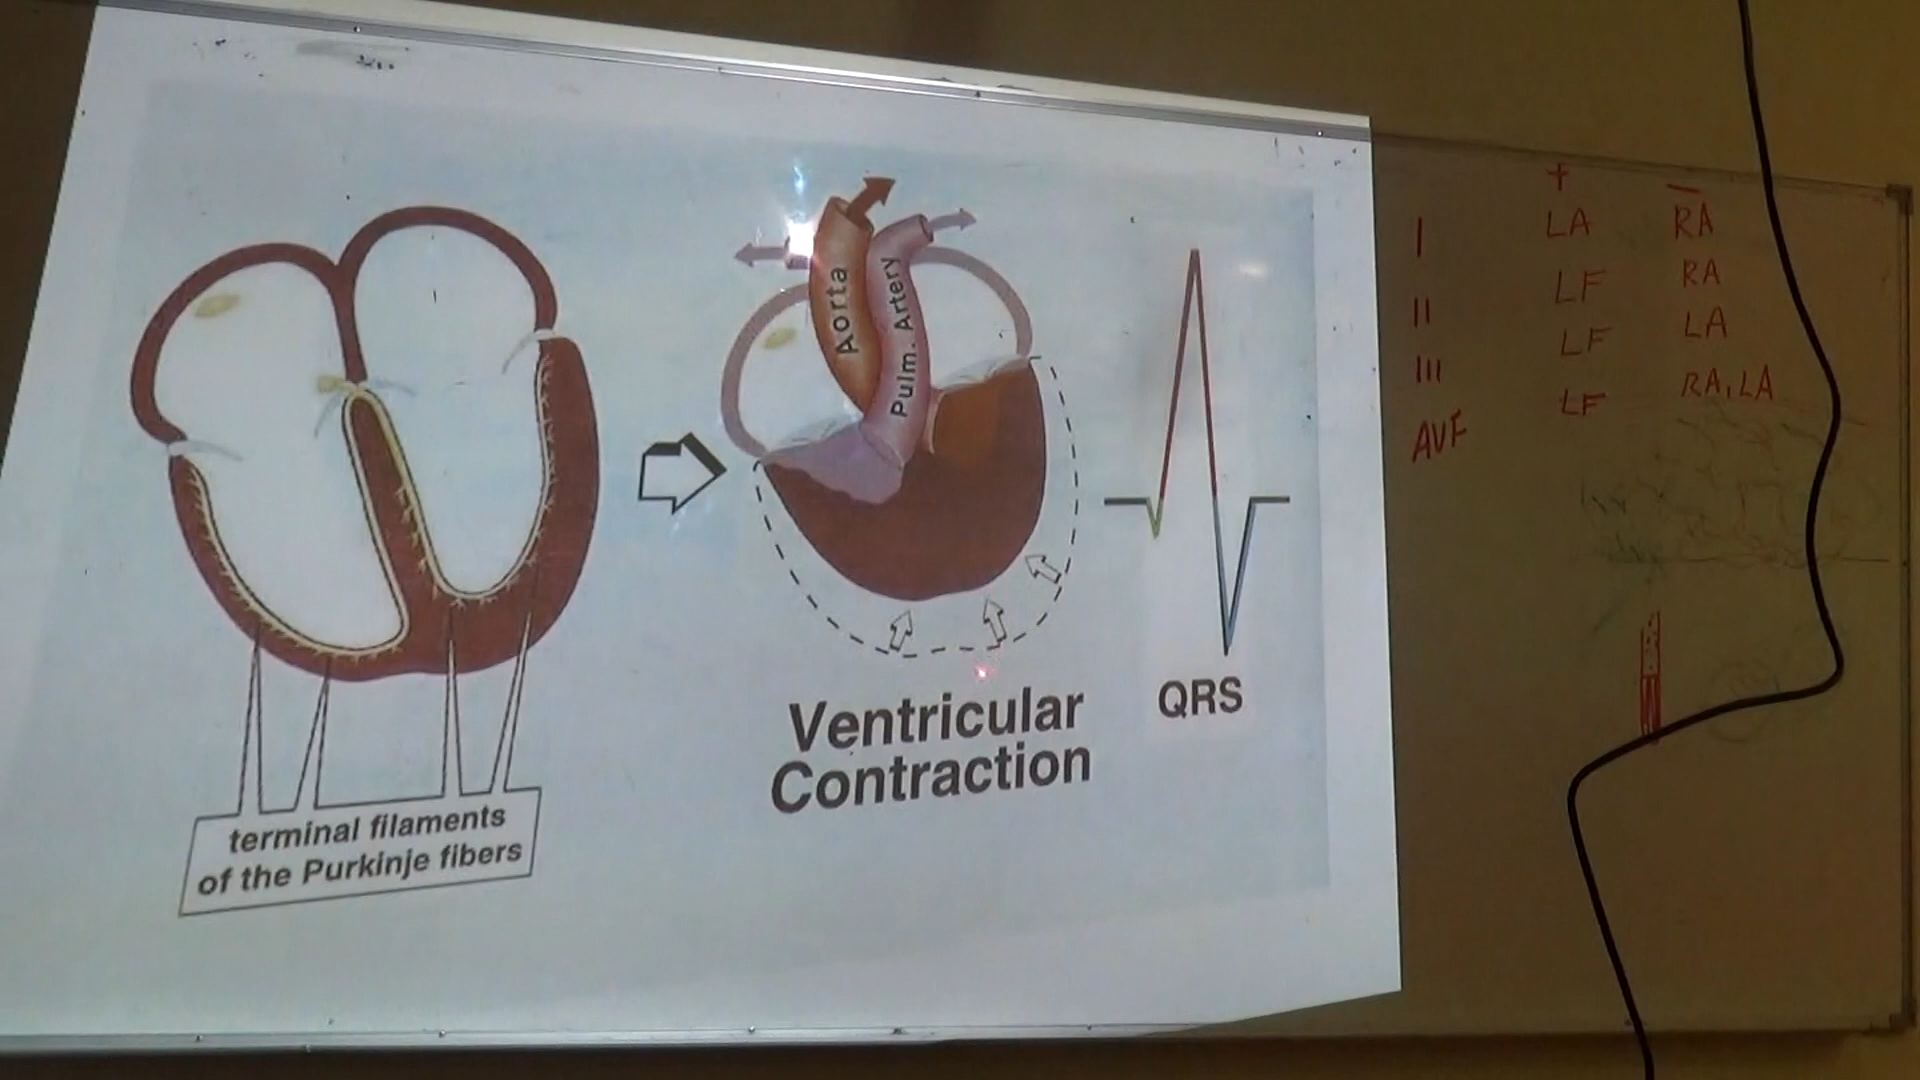 Aorta
Pulm. Artery
QRS
Ventricular
Contraction
terminal filaments
of the Purkinje fibers
+ −
I LA RA
II LF RA
III LF LA
AVF LF RA, LA